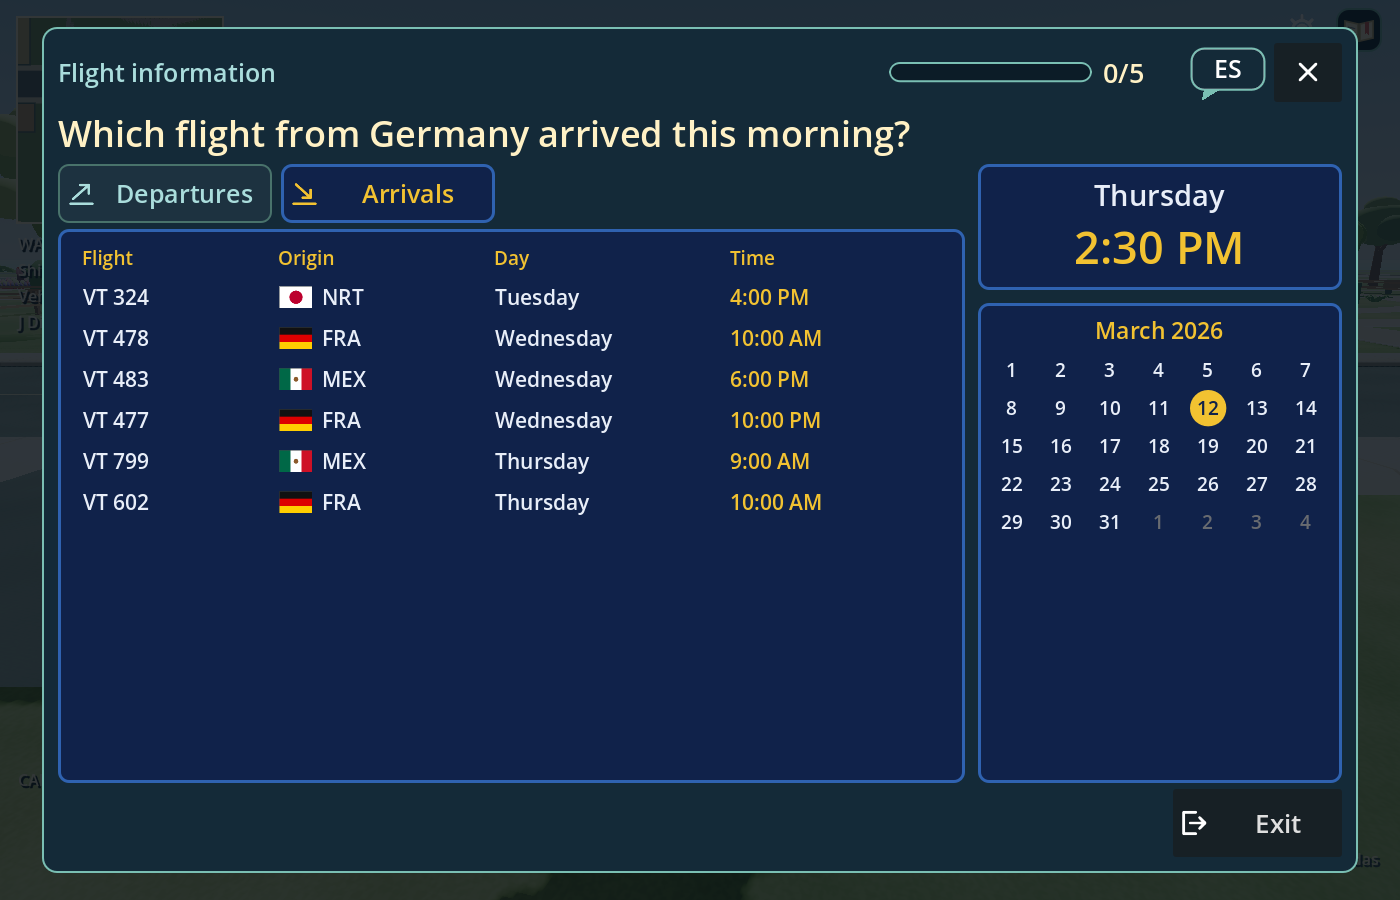 Flight information
0/5
ES
Which flight from Germany arrived this morning?
Departures
Arrivals
Flight Origin Day Time
VT 324 NRT Tuesday 4:00 PM
VT 478 FRA Wednesday 10:00 AM
VT 483 MEX Wednesday 6:00 PM
VT 477 FRA Wednesday 10:00 PM
VT 799 MEX Thursday 9:00 AM
VT 602 FRA Thursday 10:00 AM
Thursday
2:30 PM
March 2026
1 2 3 4 5 6 7
8 9 10 11 12 13 14
15 16 17 18 19 20 21
22 23 24 25 26 27 28
29 30 31 1 2 3 4
Exit